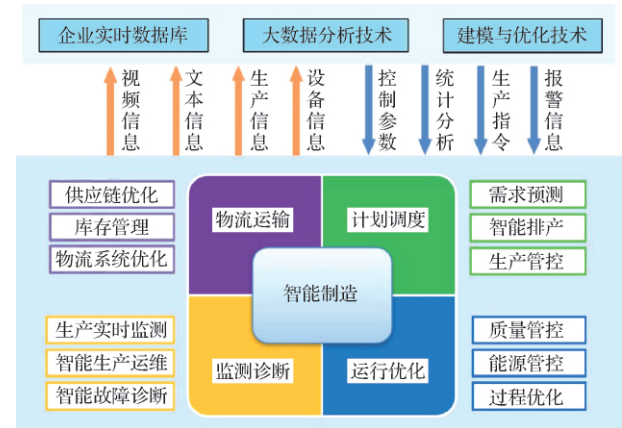 企业实时数据库
大数据分析技术
建模与优化技术
视频信息
文本信息
生产信息
设备信息
控制参数
统计分析
生产指令
报警信息
供应链优化
库存管理
物流系统优化
物流运输
计划调度
需求预测
智能排产
生产管控
智能制造
生产实时监测
智能生产运维
智能故障诊断
监测诊断
运行优化
质量管控
能源管控
过程优化